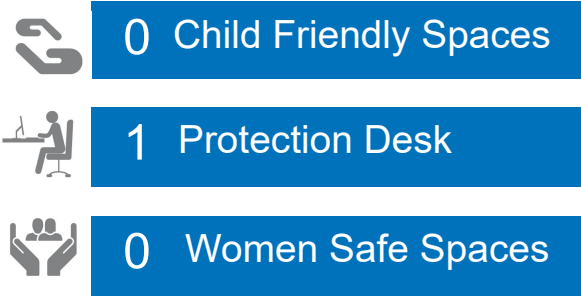 0 Child Friendly Spaces
1 Protection Desk
0 Women Safe Spaces